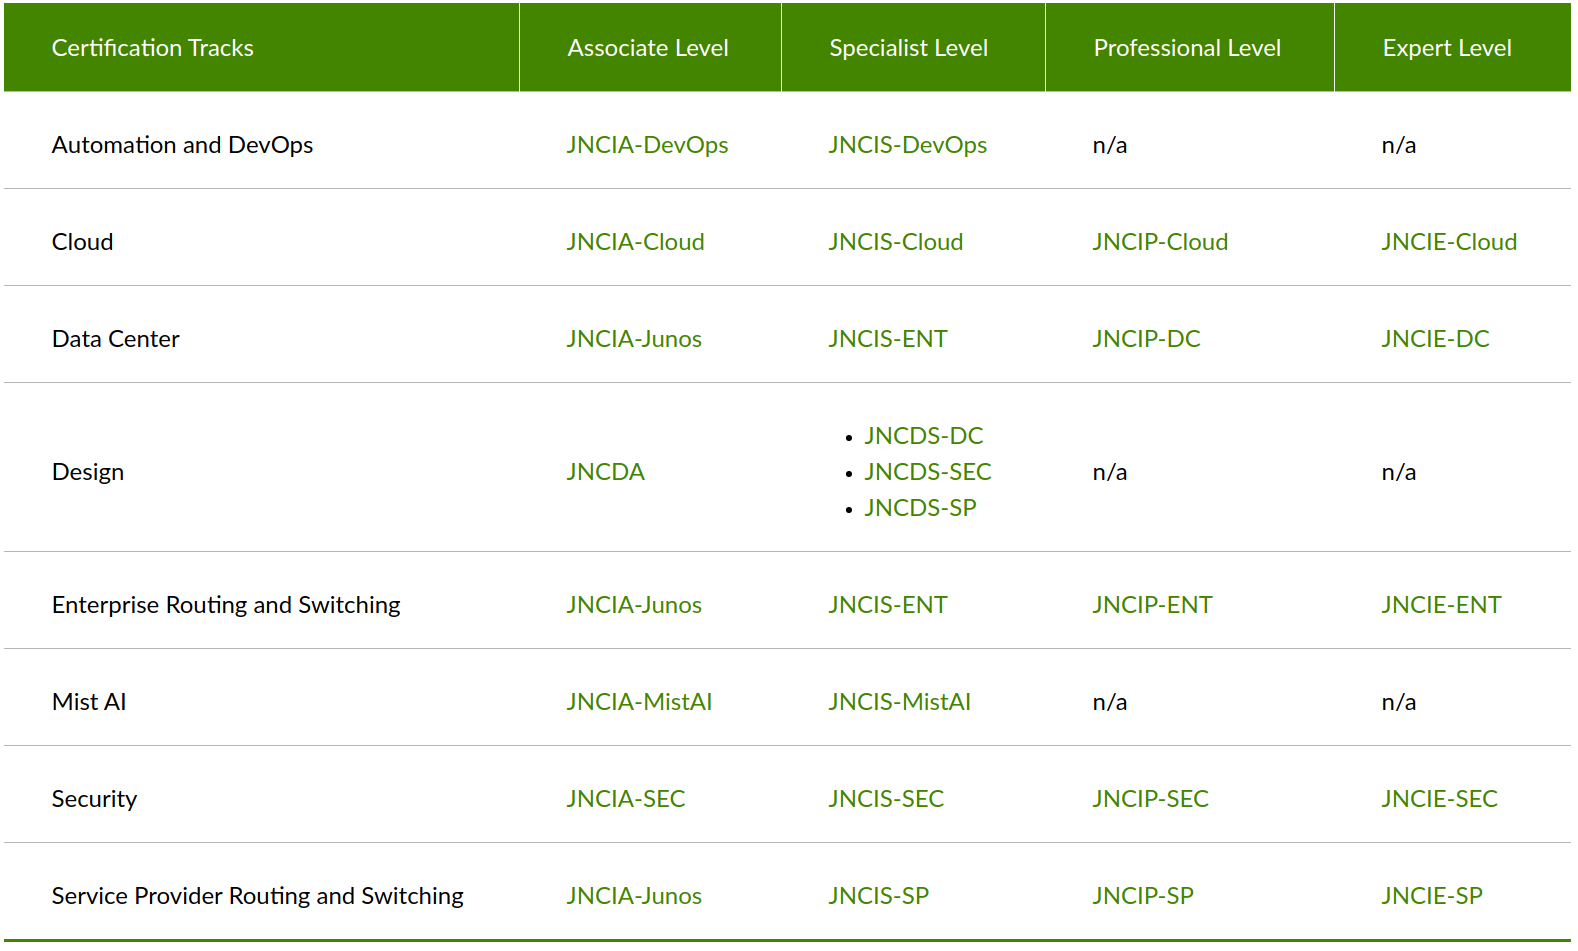 Certification Tracks Associate Level Specialist Level Professional Level Expert Level
Automation and DevOps JNCIA-DevOps JNCIS-DevOps n/a n/a
Cloud JNCIA-Cloud JNCIS-Cloud JNCIP-Cloud JNCIE-Cloud
Data Center JNCIA-Junos JNCIS-ENT JNCIP-DC JNCIE-DC
• JNCDS-DC
Design JNCDA • JNCDS-SEC n/a n/a
• JNCDS-SP
Enterprise Routing and Switching JNCIA-Junos JNCIS-ENT JNCIP-ENT JNCIE-ENT
Mist AI JNCIA-MistAI JNCIS-MistAI n/a n/a
Security JNCIA-SEC JNCIS-SEC JNCIP-SEC JNCIE-SEC
Service Provider Routing and Switching JNCIA-Junos JNCIS-SP JNCIP-SP JNCIE-SP